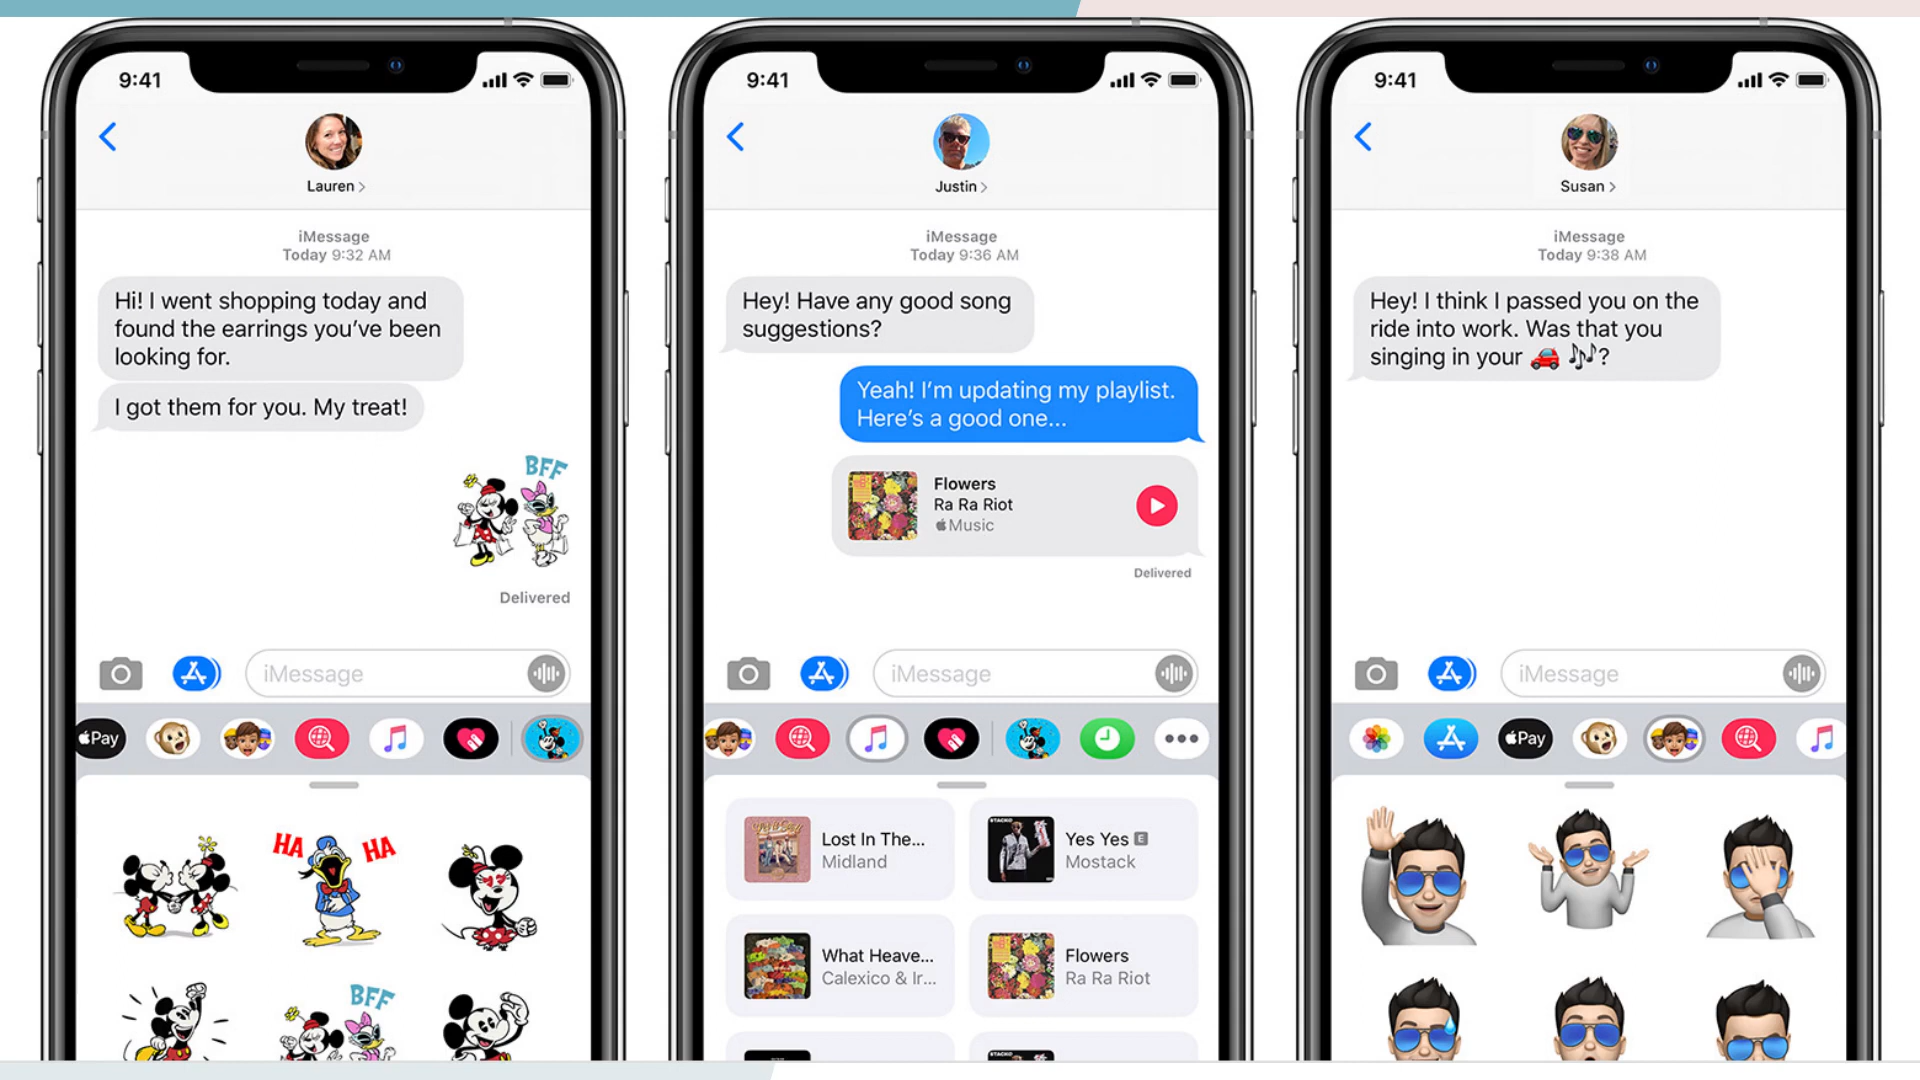 9:41
Lauren
iMessage
Today 9:32 AM
Hi! I went shopping today and
found the earrings you've been
looking for.
I got them for you. My treat!
BFF
Delivered
iMessage
Pay
HA HA
BFF
9:41
Justin
iMessage
Today 9:36 AM
Hey! Have any good song
suggestions?
Yeah! I'm updating my playlist.
Here's a good one...
Flowers
Ra Ra Riot
Music
Delivered
iMessage
Lost In The...
Midland
STACKO
Yes Yes E
Mostack
What Heave...
Calexico & Ir...
Flowers
Ra Ra Riot
STACKO
9:41
Susan
iMessage
Today 9:38 AM
Hey! I think I passed you on the
ride into work. Was that you
singing in your 🚗 🎶?
iMessage
Pay